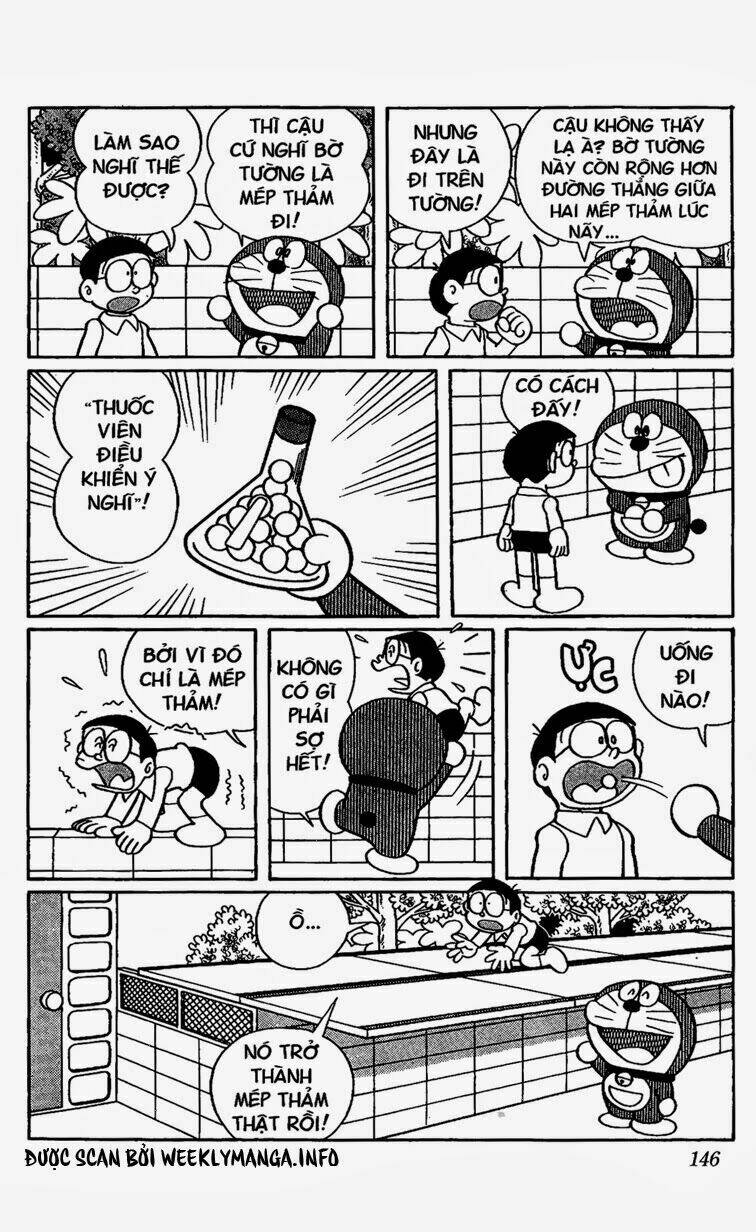 CẬU KHÔNG THẤY
LẠ À? BỜ TƯỜNG
NÀY CÒN RỘNG HƠN
ĐƯỜNG THẲNG GIỮA
HAI MÉP THẢM LÚC
NÃY...
NHƯNG
ĐÂY LÀ
ĐI TRÊN
TƯỜNG!
THÌ CẬU
CỨ NGHĨ BỜ
TƯỜNG LÀ
MÉP THẢM
ĐI!
LÀM SAO
NGHĨ THẾ
ĐƯỢC?
CÓ CÁCH
ĐẤY!
"THUỐC
VIÊN
ĐIỀU
KHIỂN Ý
NGHĨ"!
UỐNG
ĐI
NÀO!
ỰC
KHÔNG
CÓ GÌ
PHẢI
SỢ
HẾT!
BỞI VÌ ĐÓ
CHỈ LÀ MÉP
THẢM!
Ồ...
NÓ TRỞ
THÀNH
MÉP THẢM
THẬT RỒI!
ĐƯỢC SCAN BỞI WEEKLYMANGA.INFO
146